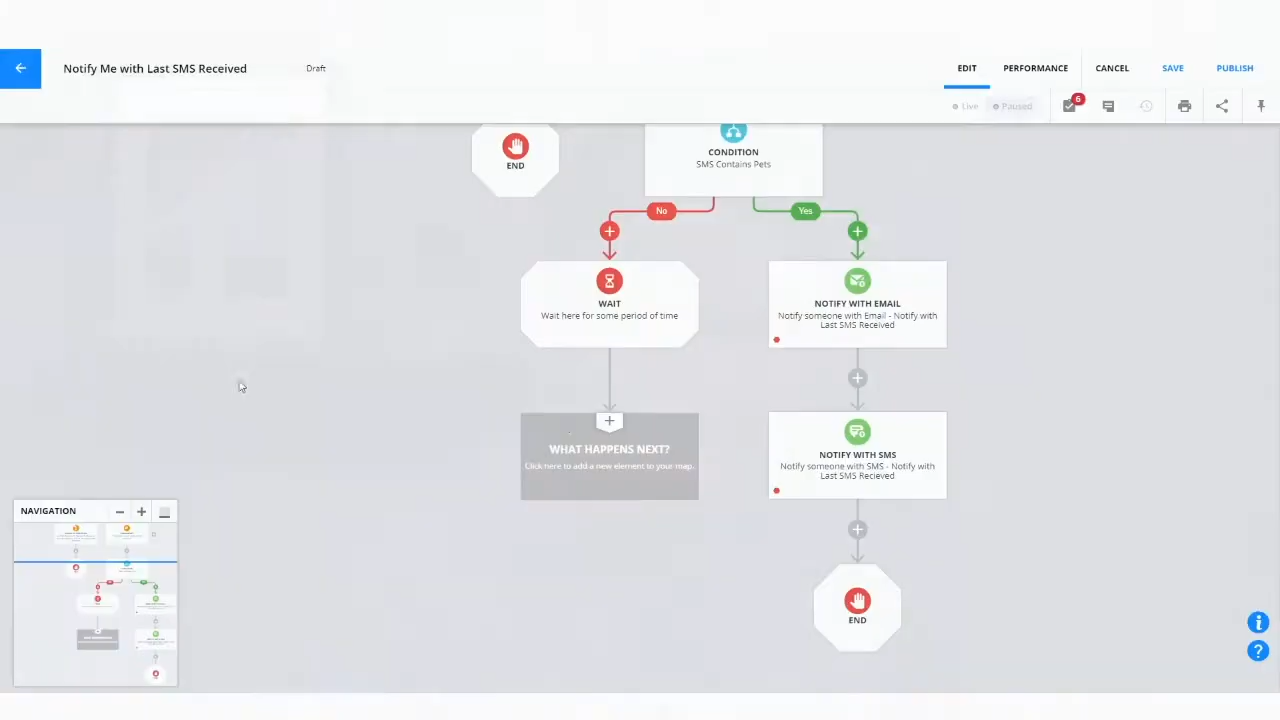 Notify Me with Last SMS Received
Draft
EDIT
PERFORMANCE
CANCEL
SAVE
PUBLISH
Live
Paused
6
END
CONDITION
SMS Contains Pets
No
Yes
WAIT
Wait here for some period of time
NOTIFY WITH EMAIL
Notify someone with Email - Notify with
Last SMS Received
WHAT HAPPENS NEXT?
Click here to add a new element to your map.
NOTIFY WITH SMS
Notify someone with SMS - Notify with
Last SMS Recieved
END
NAVIGATION